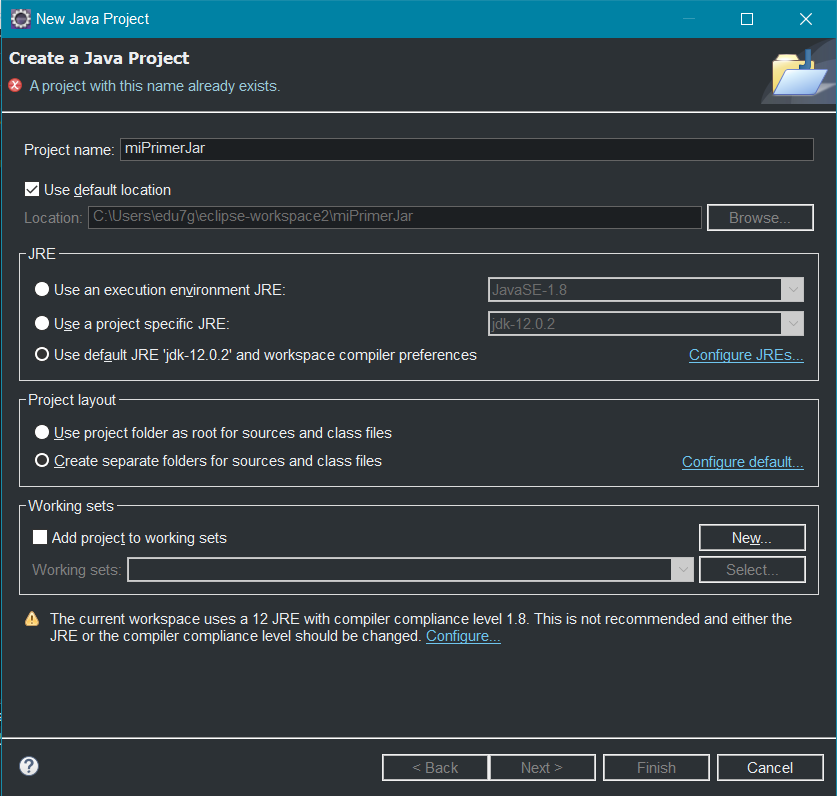 New Java Project
Create a Java Project
A project with this name already exists.
Project name: miPrimerJar
Use default location
Location: C:\Users\edu7g\eclipse-workspace2\miPrimerJar Browse...
JRE
Use an execution environment JRE: JavaSE-1.8
Use a project specific JRE: jdk-12.0.2
Use default JRE 'jdk-12.0.2' and workspace compiler preferences Configure JREs...
Project layout
Use project folder as root for sources and class files
Create separate folders for sources and class files Configure default...
Working sets
Add project to working sets New...
Working sets: Select...
The current workspace uses a 12 JRE with compiler compliance level 1.8. This is not recommended and either the
JRE or the compiler compliance level should be changed. Configure...
? < Back Next > Finish Cancel